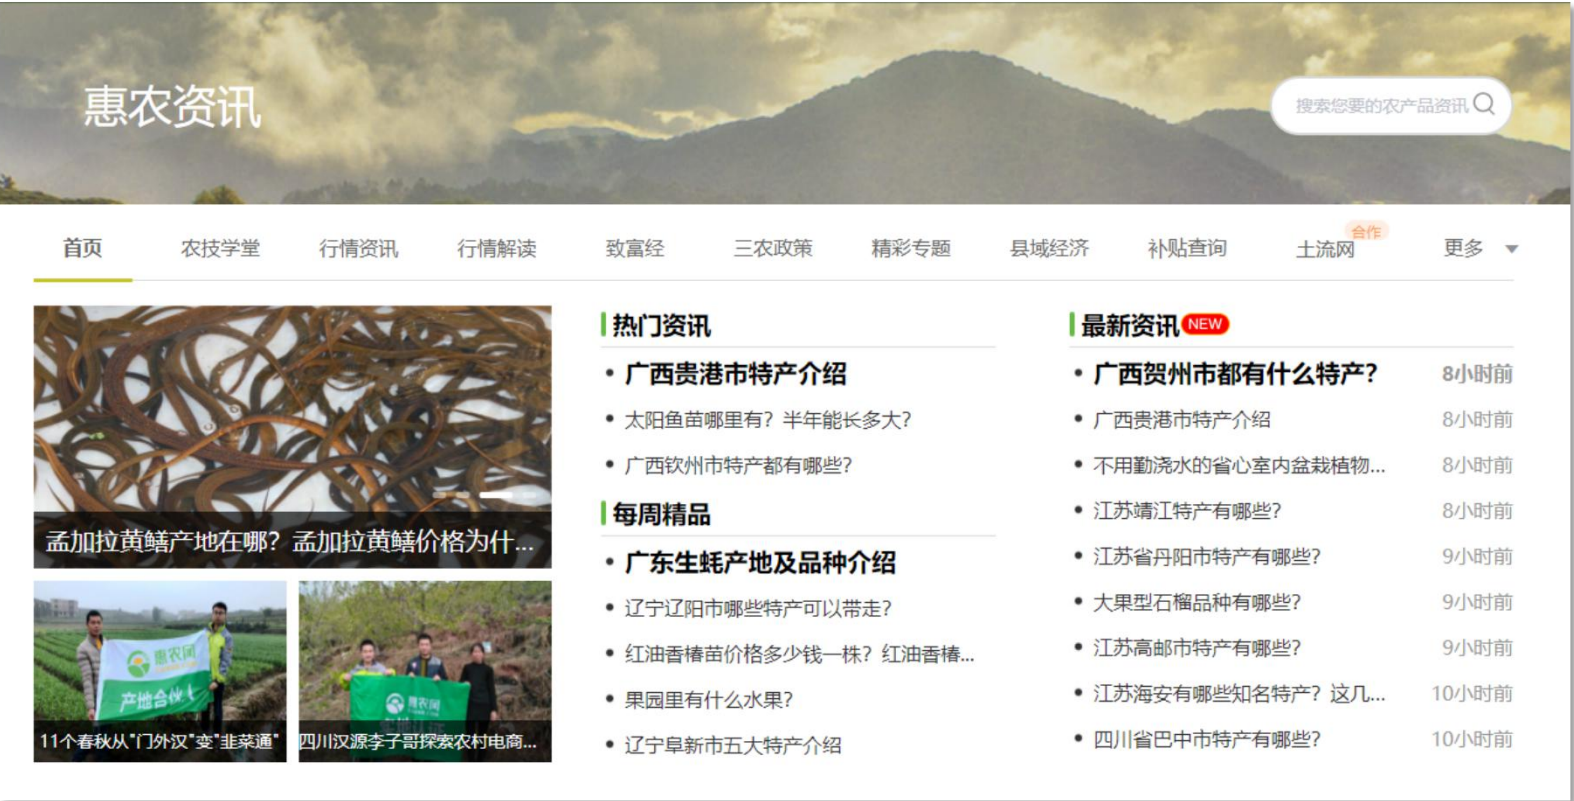 惠农资讯
搜索您要的农产品资讯
首页
农技学堂
行情资讯
行情解读
致富经
三农政策
精彩专题
县域经济
补贴查询
土流网
合作
更多
孟加拉黄鳝产地在哪？孟加拉黄鳝价格为什...
惠农网
产地合伙人
11个春秋从"门外汉"变"韭菜通"
惠农网
四川汉源李子哥探索农村电商...
热门资讯
广西贵港市特产介绍
太阳鱼苗哪里有？半年能长多大？
广西钦州市特产都有哪些？
每周精品
广东生蚝产地及品种介绍
辽宁辽阳市哪些特产可以带走？
红油香椿苗价格多少钱一株？红油香椿...
果园里有什么水果？
辽宁阜新市五大特产介绍
最新资讯 NEW
广西贺州市都有什么特产？ 8小时前
广西贵港市特产介绍 8小时前
不用勤浇水的省心室内盆栽植物... 8小时前
江苏靖江特产有哪些？ 8小时前
江苏省丹阳市特产有哪些？ 9小时前
大果型石榴品种有哪些？ 9小时前
江苏高邮市特产有哪些？ 9小时前
江苏海安有哪些知名特产？这几... 10小时前
四川省巴中市特产有哪些？ 10小时前